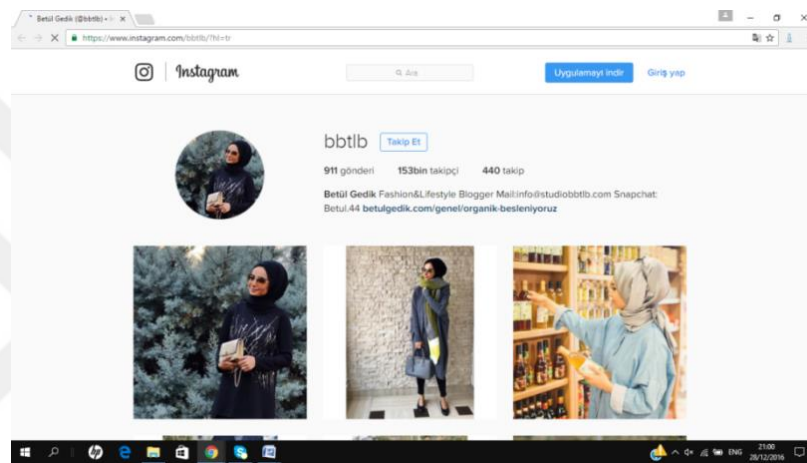 Betül Gedik (@bbtlb) •
https://www.instagram.com/bbtlb/?hl=tr
Instagram
Ara
Uygulamayı indir
Giriş yap
bbtlb
Takip Et
911 gönderi 153bin takipçi 440 takip
Betül Gedik Fashion&Lifestyle Blogger Mail:info@studiobbtlb.com Snapchat:
Betul.44 betulgedik.com/genel/organik-besleniyoruz
ENG
21:00
28/12/2016